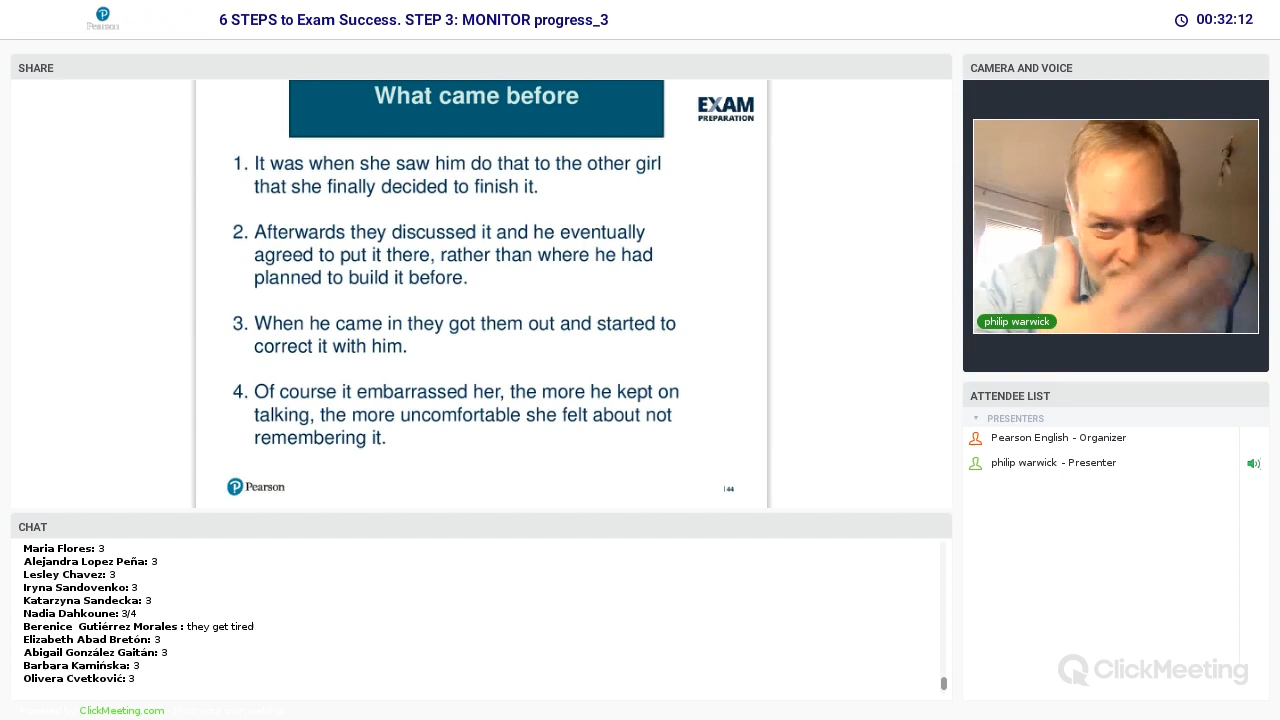 Pearson
6 STEPS to Exam Success. STEP 3: MONITOR progress_3
00:32:12
SHARE
What came before
EXAM
PREPARATION
1. It was when she saw him do that to the other girl
that she finally decided to finish it.
2. Afterwards they discussed it and he eventually
agreed to put it there, rather than where he had
planned to build it before.
3. When he came in they got them out and started to
correct it with him.
4. Of course it embarrassed her, the more he kept on
talking, the more uncomfortable she felt about not
remembering it.
Pearson
44
CAMERA AND VOICE
philip warwick
ATTENDEE LIST
PRESENTERS
Pearson English - Organizer
philip warwick - Presenter
CHAT
Maria Flores: 3
Alejandra Lopez Peña: 3
Lesley Chavez: 3
Iryna Sandovenko: 3
Katarzyna Sandecka: 3
Nadia Dahkoune: 3/4
Berenice Gutiérrez Morales : they get tired
Elizabeth Abad Bretón: 3
Abigail González Gaitán: 3
Barbara Kamińska: 3
Olivera Cvetković: 3
ClickMeeting
ClickMeeting.com